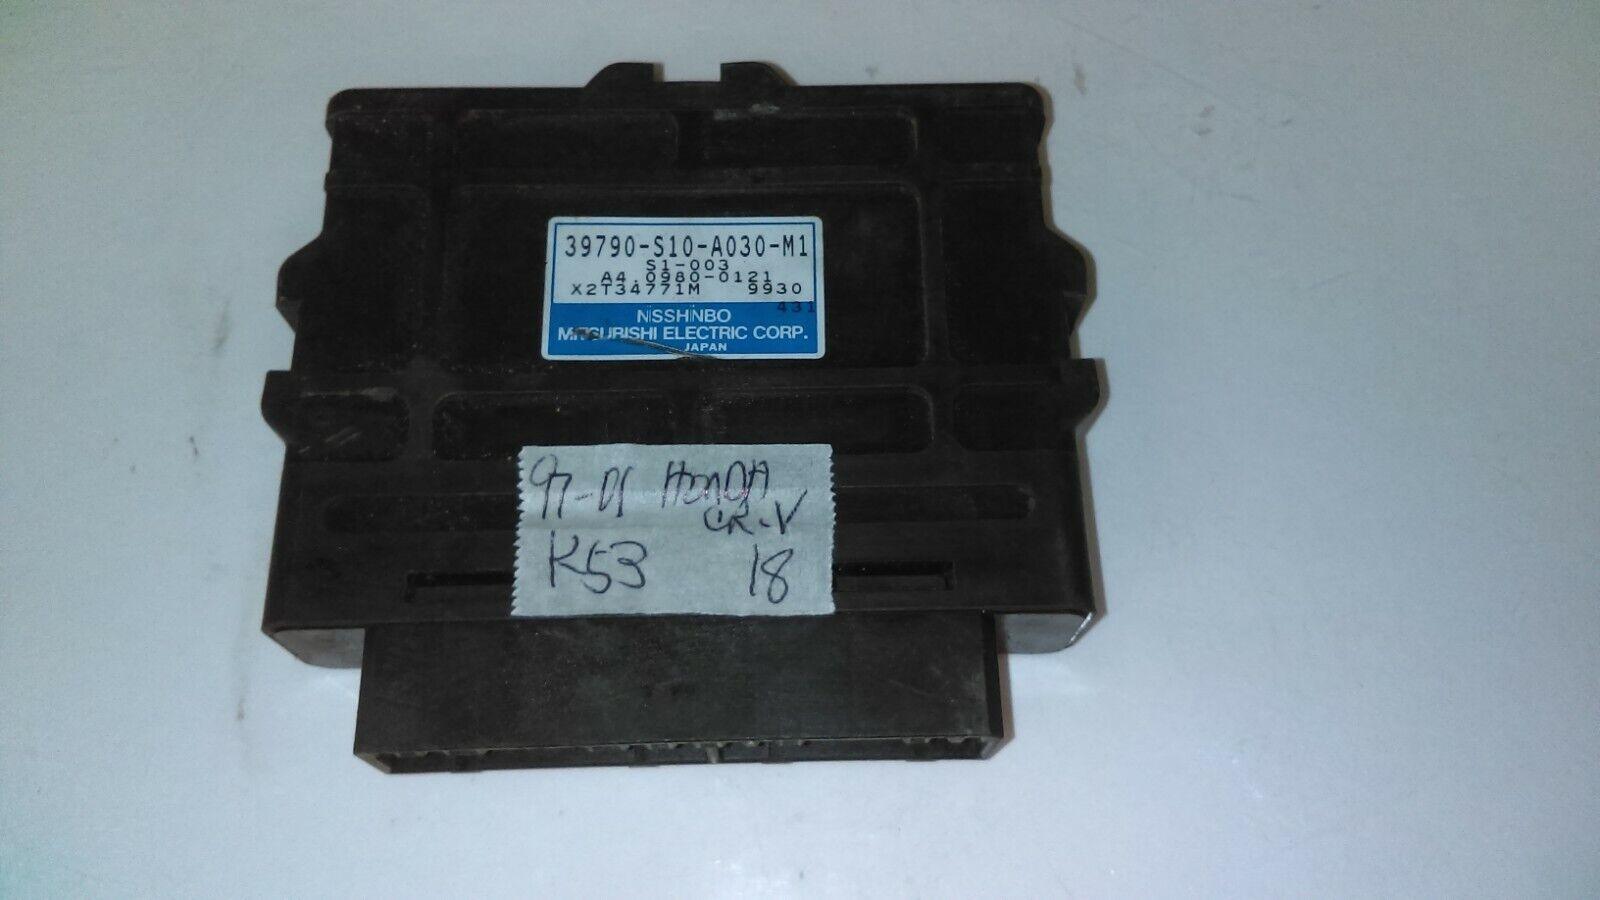 39790-S10-A030-M1
S1-003
A4.0980-0121
X2T34771M 9930
431
NISSHINBO
MITSUBISHI ELECTRIC CORP.
JAPAN
97-01 HONDA
CR-V
K53 18